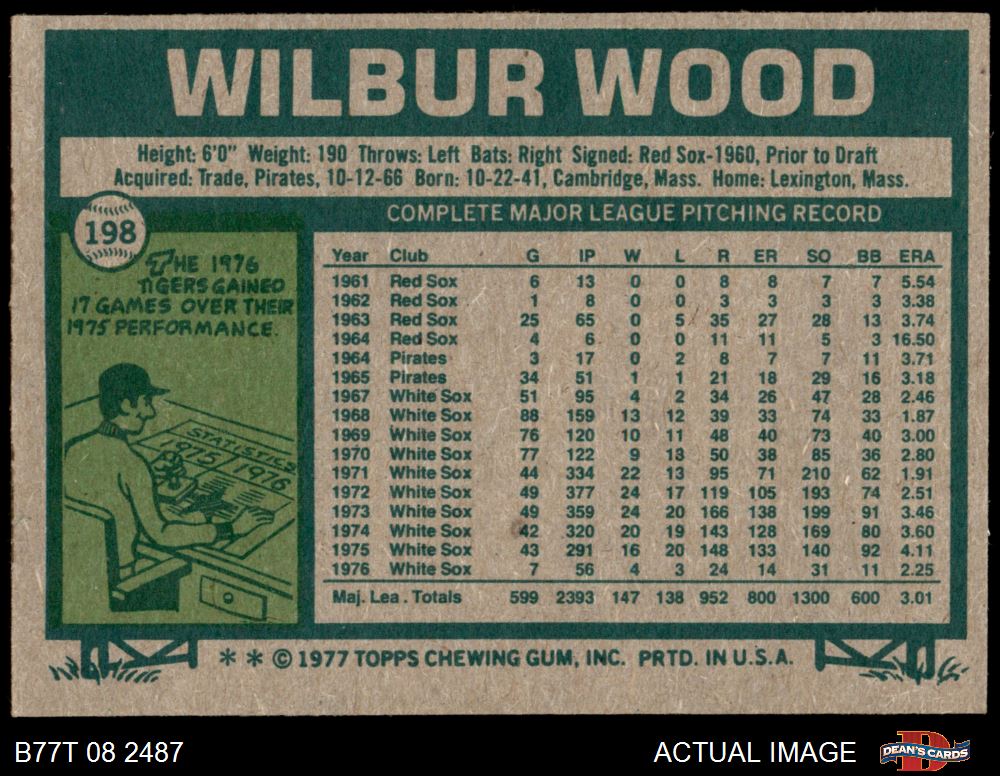 WILBUR WOOD
Height: 6'0" Weight: 190 Throws: Left Bats: Right Signed: Red Sox-1960, Prior to Draft
Acquired: Trade, Pirates, 10-12-66 Born: 10-22-41, Cambridge, Mass. Home: Lexington, Mass.
198
THE 1976
TIGERS GAINED
17 GAMES OVER THEIR
1975 PERFORMANCE.
STATISTICS
1975 1976
COMPLETE MAJOR LEAGUE PITCHING RECORD
Year Club G IP W L R ER SO BB ERA
1961 Red Sox 6 13 0 0 8 8 7 7 5.54
1962 Red Sox 1 8 0 0 3 3 3 3 3.38
1963 Red Sox 25 65 0 5 35 27 28 13 3.74
1964 Red Sox 4 6 0 0 11 11 5 3 16.50
1964 Pirates 3 17 0 2 8 7 7 11 3.71
1965 Pirates 34 51 1 1 21 18 29 16 3.18
1967 White Sox 51 95 4 2 34 26 47 28 2.46
1968 White Sox 88 159 13 12 39 33 74 33 1.87
1969 White Sox 76 120 10 11 48 40 73 40 3.00
1970 White Sox 77 122 9 13 50 38 85 36 2.80
1971 White Sox 44 334 22 13 95 71 210 62 1.91
1972 White Sox 49 377 24 17 119 105 193 74 2.51
1973 White Sox 49 359 24 20 166 138 199 91 3.46
1974 White Sox 42 320 20 19 143 128 169 80 3.60
1975 White Sox 43 291 16 20 148 133 140 92 4.11
1976 White Sox 7 56 4 3 24 14 31 11 2.25
Maj. Lea. Totals 599 2393 147 138 952 800 1300 600 3.01
* * © 1977 TOPPS CHEWING GUM, INC. PRTD. IN U.S.A.
B77T 08 2487 ACTUAL IMAGE DEAN'S CARDS